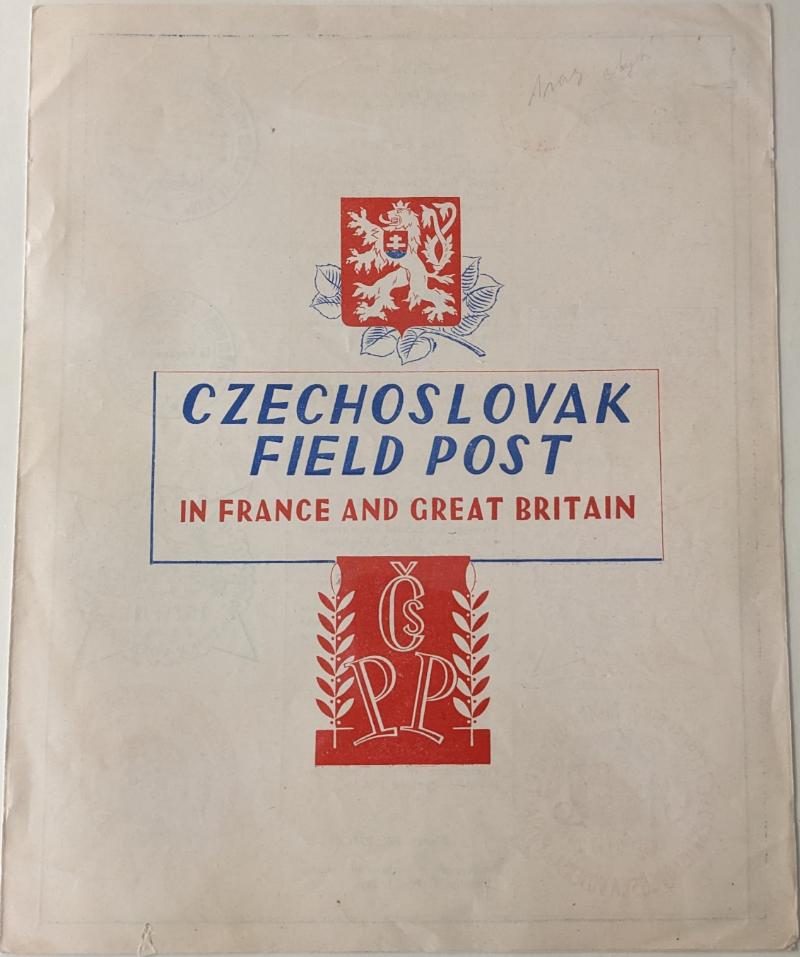 CZECHOSLOVAK
FIELD POST
IN FRANCE AND GREAT BRITAIN
Čs
PP